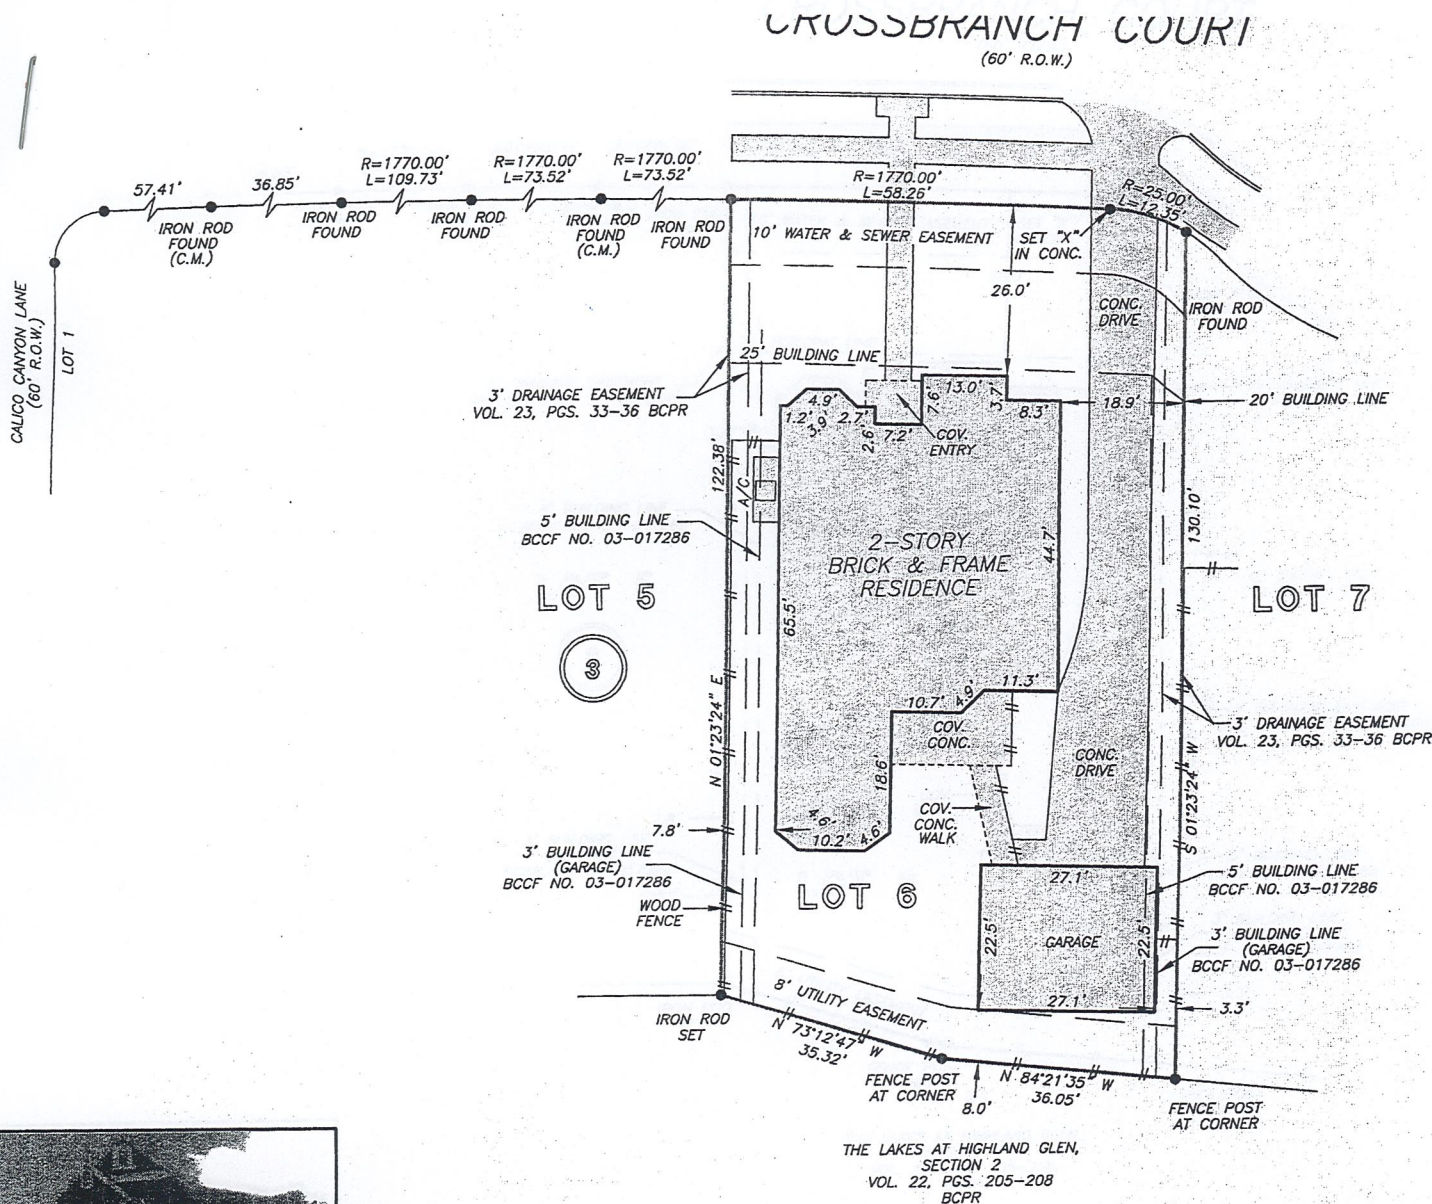 CROSSBRANCH COURT
(60' R.O.W.)
57.41'
36.85'
R=1770.00'
L=109.73'
R=1770.00'
L=73.52'
R=1770.00'
L=73.52'
R=1770.00'
L=58.26'
R=25.00'
L=12.35'
IRON ROD
FOUND
(C.M.)
IRON ROD
FOUND
IRON ROD
FOUND
IRON ROD
FOUND
(C.M.)
IRON ROD
FOUND
10' WATER & SEWER EASEMENT
SET "X"
IN CONC.
26.0'
CONC.
DRIVE
IRON ROD
FOUND
CALICO CANYON LANE
(60' R.O.W.)
LOT 1
25' BUILDING LINE
3' DRAINAGE EASEMENT
VOL. 23, PGS. 33-36 BCPR
4.9'
1.2'
3.9'
2.7'
2.6'
7.2'
7.6'
13.0'
3.7'
8.3'
18.9'
20' BUILDING LINE
COV.
ENTRY
122.38'
A/C
5' BUILDING LINE
BCCF NO. 03-017286
2-STORY
BRICK & FRAME
RESIDENCE
44.7'
130.10'
LOT 5
3
65.5'
LOT 7
N 01°23'24" E
10.7'
4.9'
11.3'
COV.
CONC.
18.6'
CONC.
DRIVE
3' DRAINAGE EASEMENT
VOL. 23, PGS. 33-36 BCPR
S 01°23'24" W
7.8'
4.6'
10.2'
4.6'
COV.
CONC.
WALK
3' BUILDING LINE
(GARAGE)
BCCF NO. 03-017286
WOOD
FENCE
LOT 6
27.1'
22.5'
GARAGE
22.5'
27.1'
5' BUILDING LINE
BCCF NO. 03-017286
3' BUILDING LINE
(GARAGE)
BCCF NO. 03-017286
3.3'
8' UTILITY EASEMENT
IRON ROD
SET
N 73°12'47" W
35.32'
FENCE POST
AT CORNER
8.0'
N 84°21'35" W
36.05'
FENCE POST
AT CORNER
THE LAKES AT HIGHLAND GLEN,
SECTION 2
VOL. 22, PGS. 205-208
BCPR